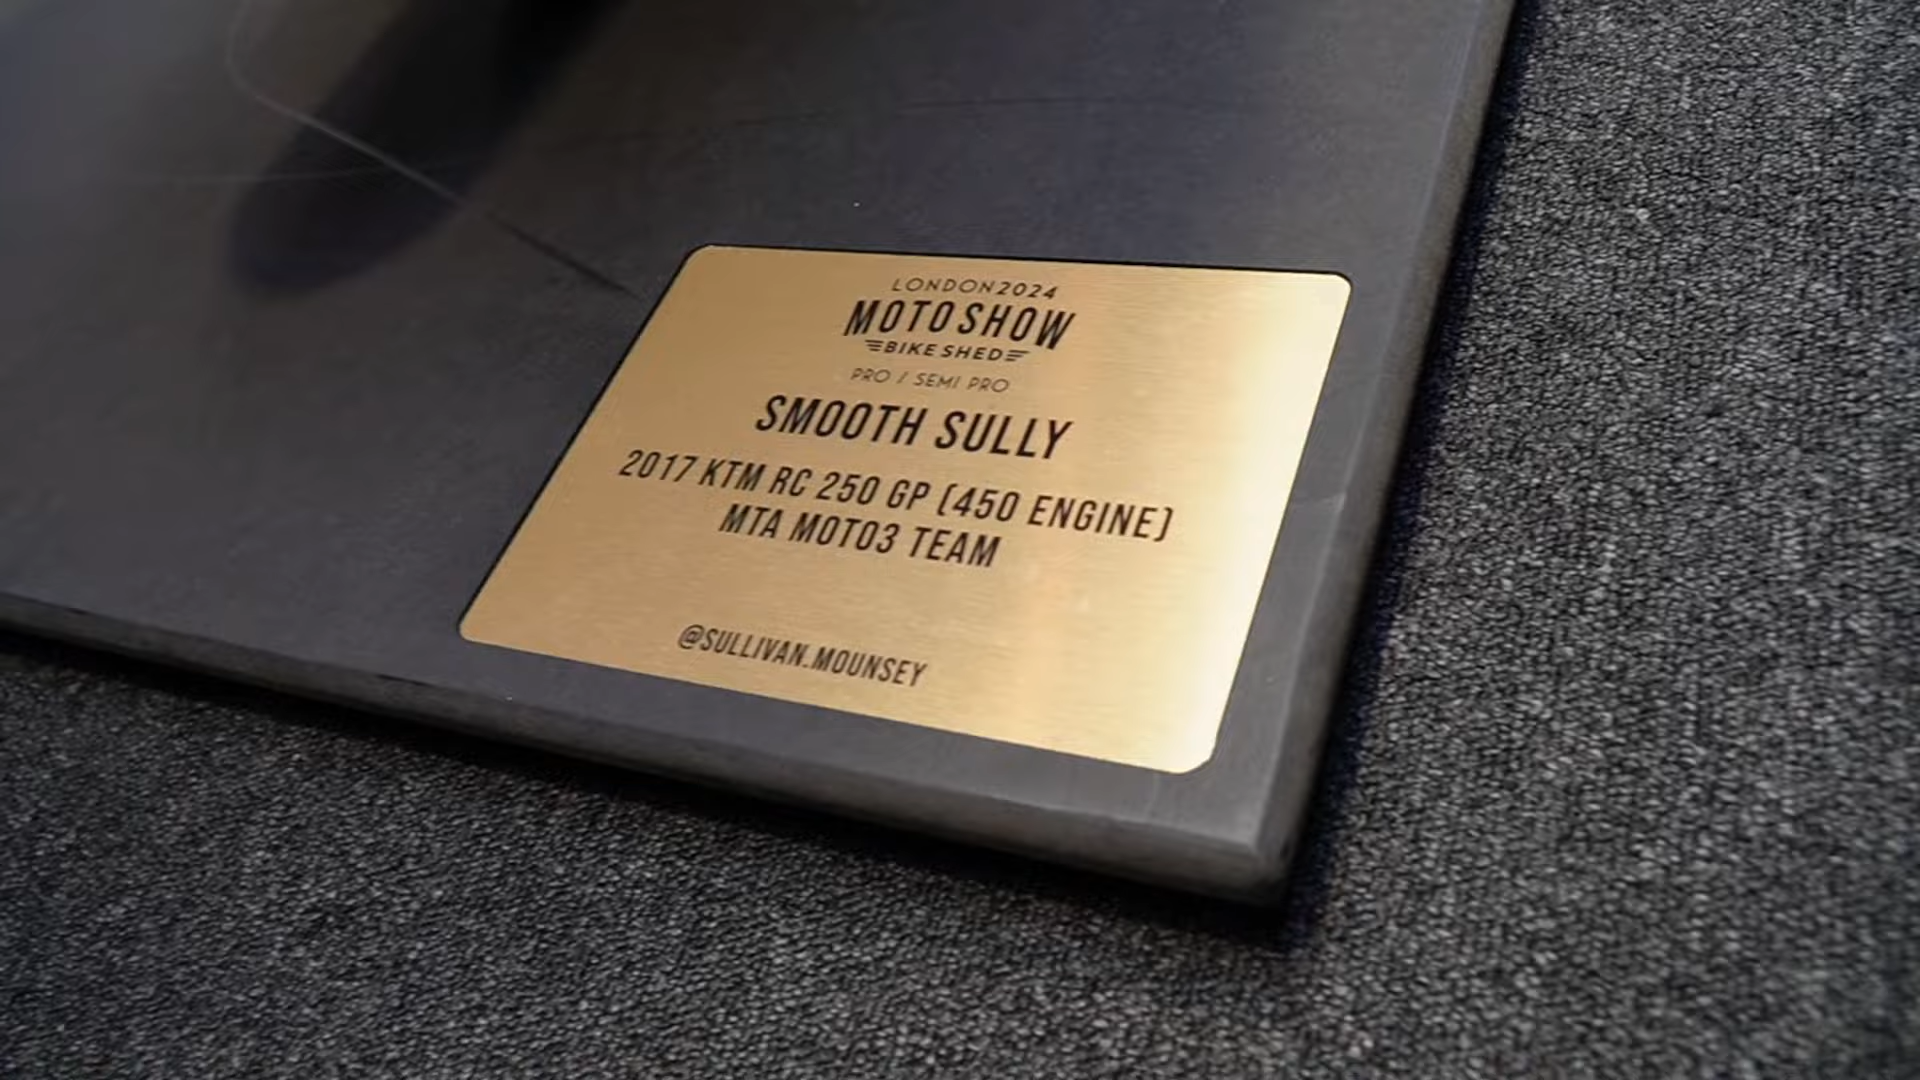 LONDON2024
MOTOSHOW
BIKE SHED
PRO / SEMI PRO
SMOOTH SULLY
2017 KTM RC 250 GP (450 ENGINE)
MTA MOTO3 TEAM
@SULLIVAN.MOUNSEY